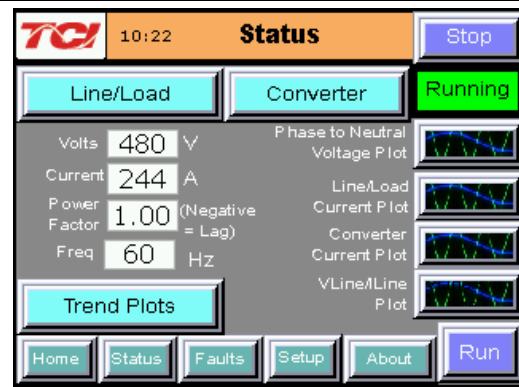 TCI 10:22 Status Stop
Line/Load Converter Running
Volts 480 V
Current 244 A
Power Factor 1.00 (Negative = Lag)
Freq 60 Hz
Phase to Neutral
Voltage Plot
Line/Load
Current Plot
Converter
Current Plot
VLine/ILine
Plot
Trend Plots
Home Status Faults Setup About Run